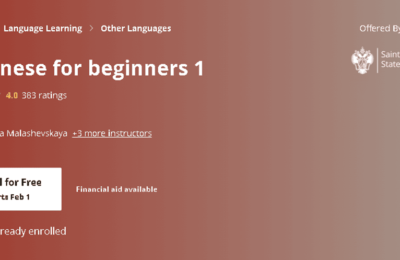 Language Learning > Other Languages
Offered By
nese for beginners 1
Saint
State
4.0 383 ratings
a Malashevskaya +3 more instructors
l for Free
rts Feb 1
Financial aid available
ready enrolled